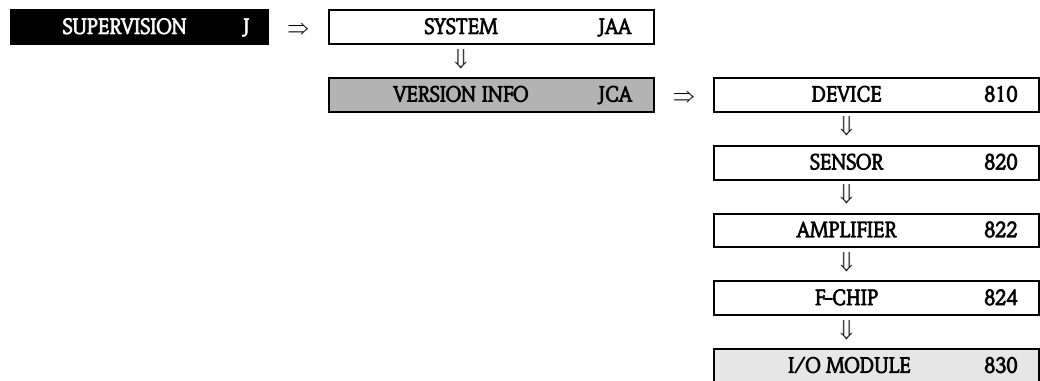 SUPERVISION J ⇒ SYSTEM JAA
⇓
VERSION INFO JCA ⇒ DEVICE 810
⇓
SENSOR 820
⇓
AMPLIFIER 822
⇓
F-CHIP 824
⇓
I/O MODULE 830